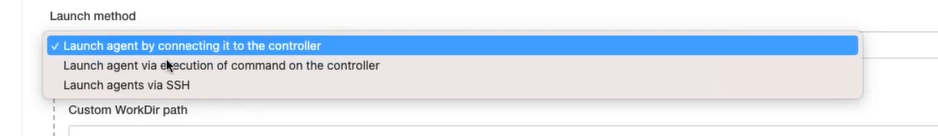 Launch method
✓ Launch agent by connecting it to the controller
Launch agent via execution of command on the controller
Launch agents via SSH
Custom WorkDir path